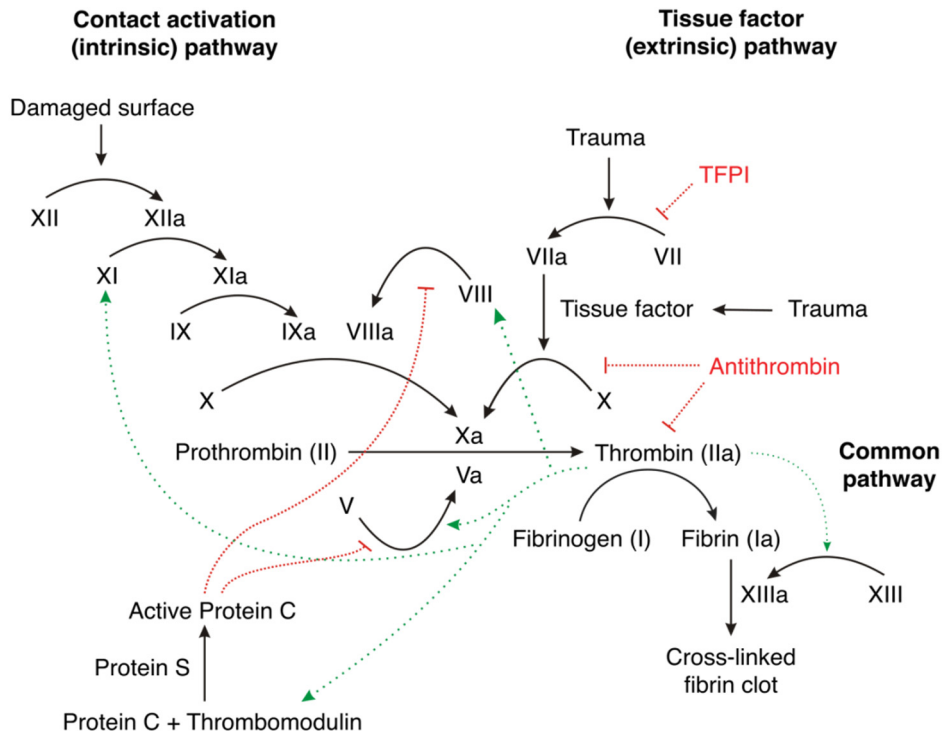 Contact activation
(intrinsic) pathway
Tissue factor
(extrinsic) pathway
Damaged surface
Trauma
TFPI
XII
XIIa
VIIa
VII
XI
XIa
VIII
Tissue factor
Trauma
IX
IXa
VIIIa
Antithrombin
X
X
Xa
Prothrombin (II)
Thrombin (IIa)
Common
pathway
Va
V
Fibrinogen (I)
Fibrin (Ia)
XIIIa
XIII
Active Protein C
Protein S
Cross-linked
fibrin clot
Protein C + Thrombomodulin